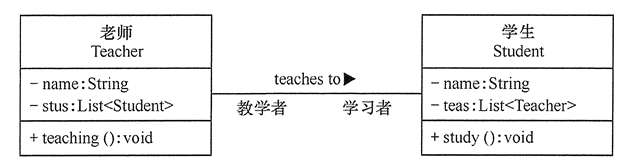 老师
Teacher
- name:String
- stus:List<Student>
+ teaching():void
teaches to▶
教学者
学习者
学生
Student
- name:String
- teas:List<Teacher>
+ study():void